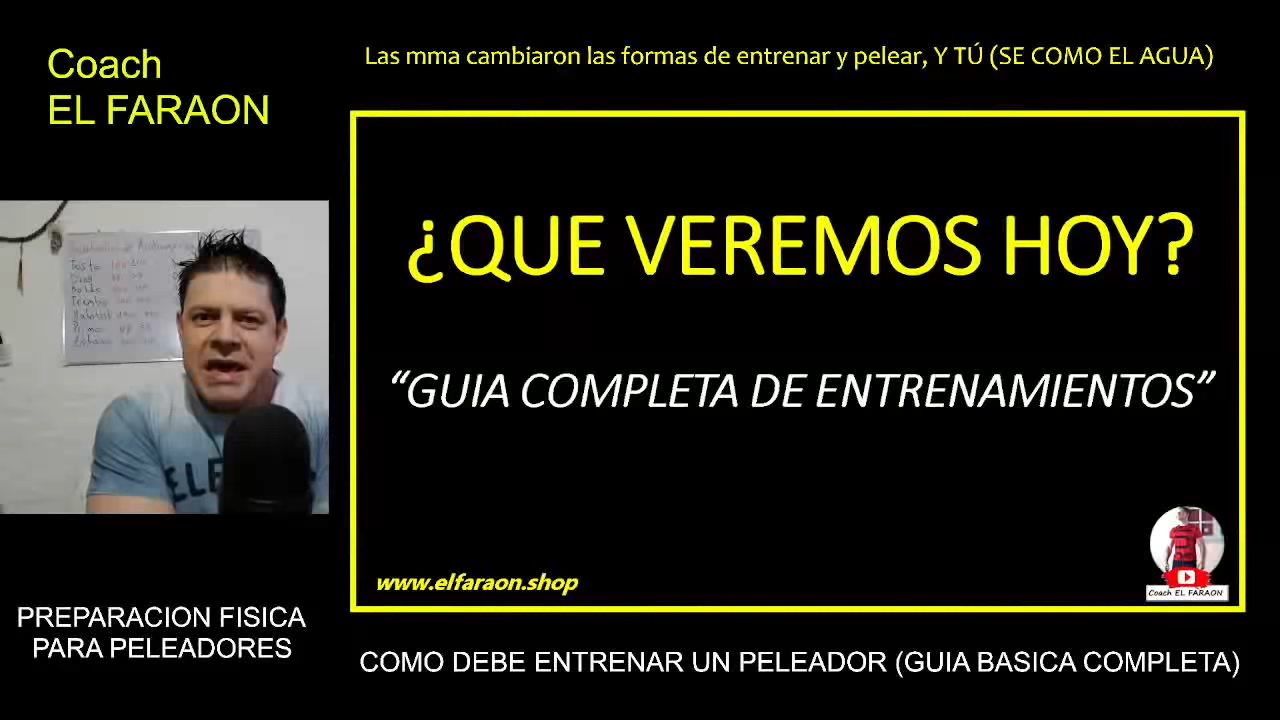 Coach
EL FARAON
Las mma cambiaron las formas de entrenar y pelear, Y TÚ (SE COMO EL AGUA)
¿QUE VEREMOS HOY?
“GUIA COMPLETA DE ENTRENAMIENTOS”
www.elfaraon.shop
Coach EL FARAON
PREPARACION FISICA
PARA PELEADORES
COMO DEBE ENTRENAR UN PELEADOR (GUIA BASICA COMPLETA)